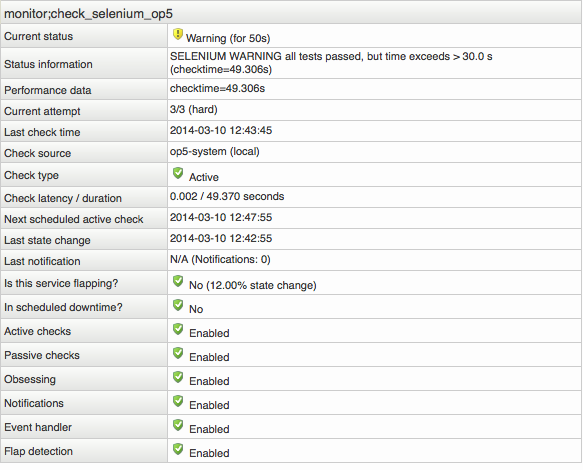 monitor;check_selenium_op5
Current status Warning (for 50s)
Status information SELENIUM WARNING all tests passed, but time exceeds > 30.0 s
(checktime=49.306s)
Performance data checktime=49.306s
Current attempt 3/3 (hard)
Last check time 2014-03-10 12:43:45
Check source op5-system (local)
Check type Active
Check latency / duration 0.002 / 49.370 seconds
Next scheduled active check 2014-03-10 12:47:55
Last state change 2014-03-10 12:42:55
Last notification N/A (Notifications: 0)
Is this service flapping? No (12.00% state change)
In scheduled downtime? No
Active checks Enabled
Passive checks Enabled
Obsessing Enabled
Notifications Enabled
Event handler Enabled
Flap detection Enabled